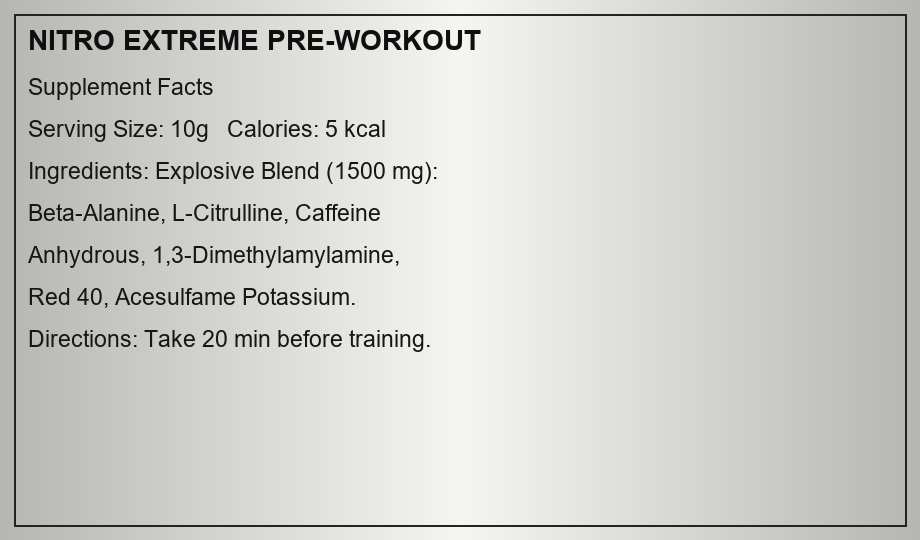 NITRO EXTREME PRE-WORKOUT
Supplement Facts
Serving Size: 10g   Calories: 5 kcal
Ingredients: Explosive Blend (1500 mg):
Beta-Alanine, L-Citrulline, Caffeine
Anhydrous, 1,3-Dimethylamylamine,
Red 40, Acesulfame Potassium.
Directions: Take 20 min before training.